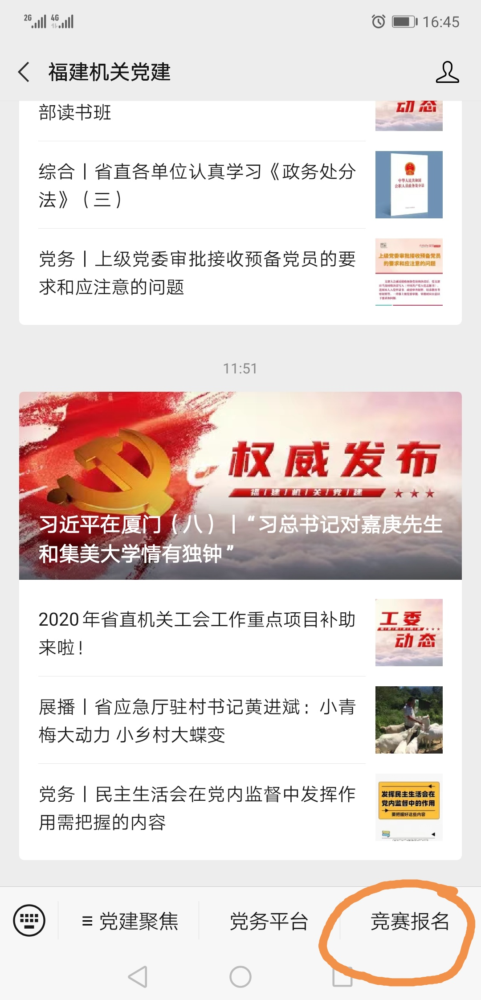 2G 4G 16:45
福建机关党建
部读书班
动态
综合丨省直各单位认真学习《政务处分
法》（三）
中华人民共和国
公职人员政务处分法
党务丨上级党委审批接收预备党员的要
求和应注意的问题
上级党委审批接收预备党员
的要求和应注意的问题
11:51
权威发布
福/建/机/关/党/建
习近平在厦门（八）丨“习总书记对嘉庚先生
和集美大学情有独钟”
2020年省直机关工会工作重点项目补助
来啦！
工委
动态
展播丨省应急厅驻村书记黄进斌：小青
梅大动力 小乡村大蝶变
党务丨民主生活会在党内监督中发挥作
用需把握的内容
发挥民主生活会在
党内监督中的作用
要把握好这些内容
党建聚焦 党务平台 竞赛报名